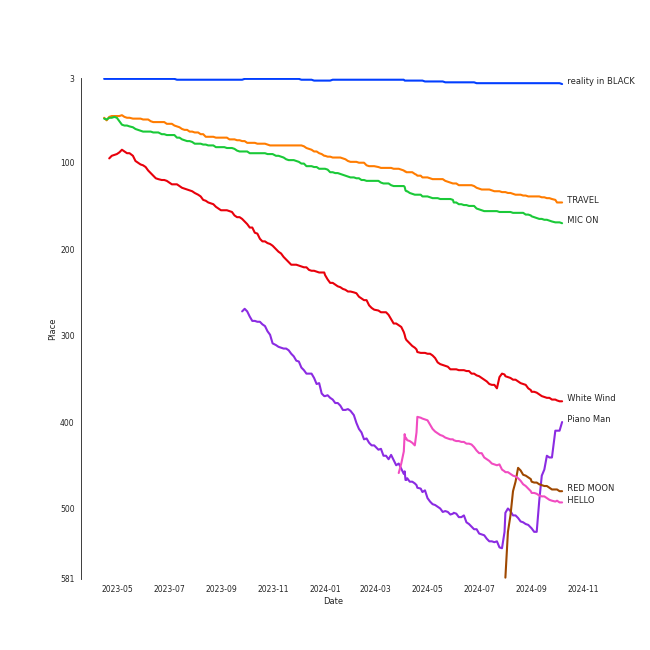 3
100
200
300
400
500
581
Place
reality in BLACK
TRAVEL
MIC ON
White Wind
Piano Man
RED MOON
HELLO
2023-05
2023-07
2023-09
2023-11
2024-01
2024-03
2024-05
2024-07
2024-09
2024-11
Date